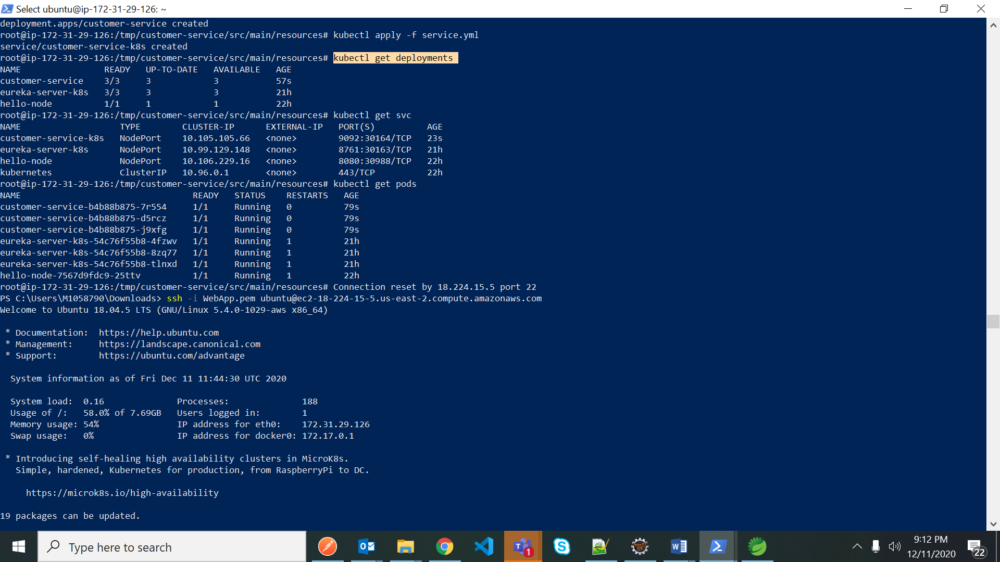 Select ubuntu@ip-172-31-29-126: ~
deployment.apps/customer-service created
root@ip-172-31-29-126:/tmp/customer-service/src/main/resources# kubectl apply -f service.yml
service/customer-service-k8s created
root@ip-172-31-29-126:/tmp/customer-service/src/main/resources# kubectl get deployments
NAME                READY   UP-TO-DATE   AVAILABLE   AGE
customer-service    3/3     3            3           57s
eureka-server-k8s   3/3     3            3           21h
hello-node          1/1     1            1           22h
root@ip-172-31-29-126:/tmp/customer-service/src/main/resources# kubectl get svc
NAME                   TYPE        CLUSTER-IP      EXTERNAL-IP   PORT(S)          AGE
customer-service-k8s   NodePort    10.105.105.66   <none>        9092:30164/TCP   23s
eureka-server-k8s      NodePort    10.99.129.148   <none>        8761:30163/TCP   21h
hello-node             NodePort    10.106.229.16   <none>        8080:30988/TCP   22h
kubernetes             ClusterIP   10.96.0.1       <none>        443/TCP          22h
root@ip-172-31-29-126:/tmp/customer-service/src/main/resources# kubectl get pods
NAME                                 READY   STATUS    RESTARTS   AGE
customer-service-b4b88b875-7r554     1/1     Running   0          79s
customer-service-b4b88b875-d5rcz     1/1     Running   0          79s
customer-service-b4b88b875-j9xfg     1/1     Running   0          79s
eureka-server-k8s-54c76f55b8-4fzwv   1/1     Running   1          21h
eureka-server-k8s-54c76f55b8-8zq77   1/1     Running   1          21h
eureka-server-k8s-54c76f55b8-tlnxd   1/1     Running   1          21h
hello-node-7567d9fdc9-25ttv          1/1     Running   1          22h
root@ip-172-31-29-126:/tmp/customer-service/src/main/resources# Connection reset by 18.224.15.5 port 22
PS C:\Users\M1058790\Downloads> ssh -i WebApp.pem ubuntu@ec2-18-224-15-5.us-east-2.compute.amazonaws.com
Welcome to Ubuntu 18.04.5 LTS (GNU/Linux 5.4.0-1029-aws x86_64)
* Documentation:  https://help.ubuntu.com
* Management:     https://landscape.canonical.com
* Support:        https://ubuntu.com/advantage
System information as of Fri Dec 11 11:44:30 UTC 2020
System load:  0.16              Processes:              188
Usage of /:   58.0% of 7.69GB   Users logged in:        1
Memory usage: 54%               IP address for eth0:    172.31.29.126
Swap usage:   0%                IP address for docker0: 172.17.0.1
* Introducing self-healing high availability clusters in MicroK8s.
Simple, hardened, Kubernetes for production, from RaspberryPi to DC.
https://microk8s.io/high-availability
19 packages can be updated.
Type here to search
1
Java EE
IDE
9:12 PM
12/11/2020
22